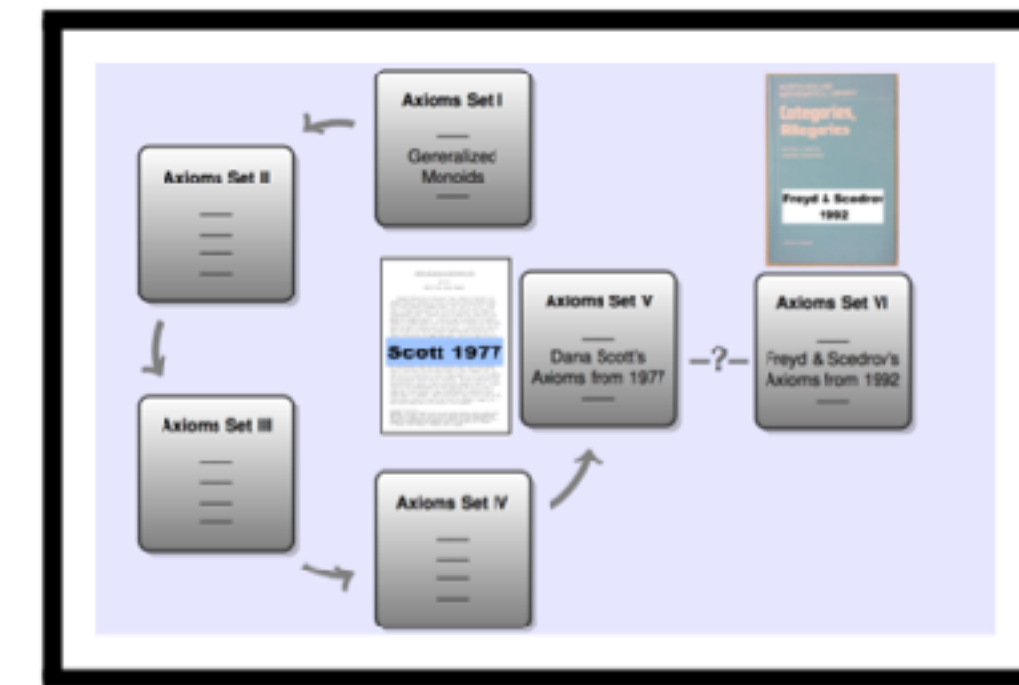 Axioms Set I
Generalized
Monoids
Axioms Set II
Categories,
Allegories
Freyd & Scedrov
1992
Scott 1977
Axioms Set V
Dana Scott's
Axioms from 1977
–?–
Axioms Set VI
Freyd & Scedrov's
Axioms from 1992
Axioms Set III
Axioms Set IV